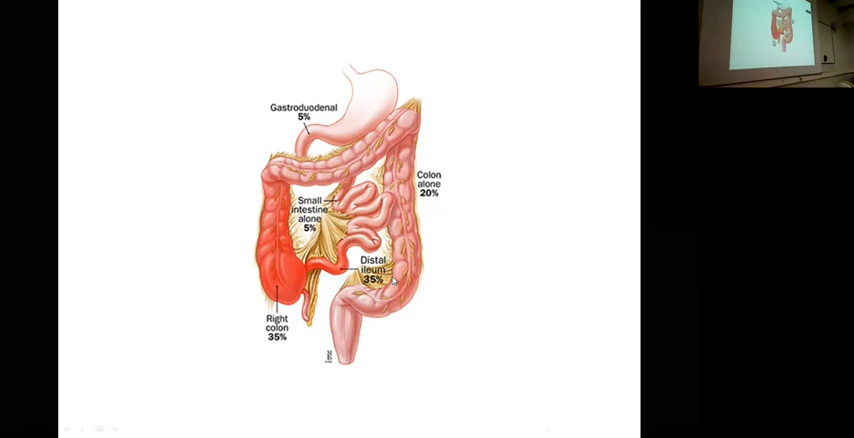 Gastroduodenal
5%
Colon
alone
20%
Small
intestine
alone
5%
Distal
ileum
35%
Right
colon
35%